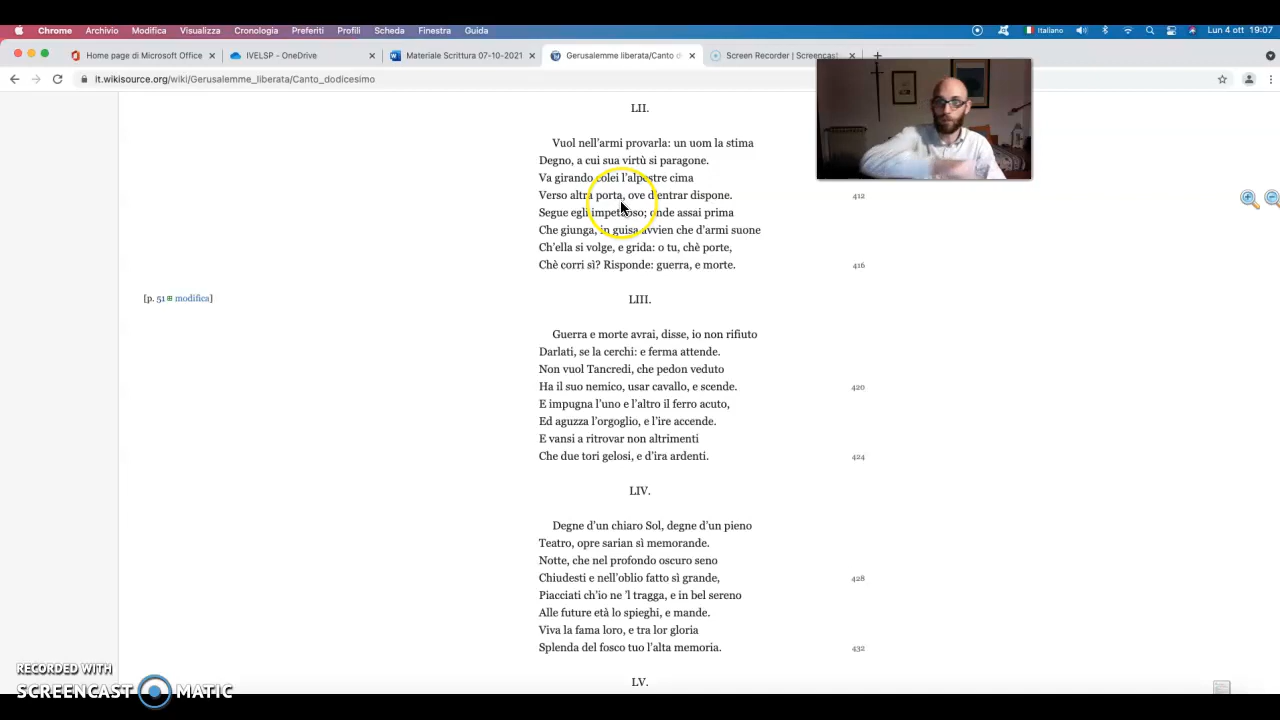 Chrome Archivio Modifica Visualizza Cronologia Preferiti Profili Scheda Finestra Guida Italiano Lun 4 ott 19:07
Home page di Microsoft Office IVELSP - OneDrive Materiale Scrittura 07-10-2021 Gerusalemme liberata/Canto d Screen Recorder | Screencast
it.wikisource.org/wiki/Gerusalemme_liberata/Canto_dodicesimo
LII.
Vuol nell’armi provarla: un uom la stima
Degno, a cui sua virtù si paragone.
Va girando colei l’alpestre cima
Verso altra porta, ove d’entrar dispone. 412
Segue egli impetuoso; onde assai prima
Che giunga, in guisa avvien che d’armi suone
Ch’ella si volge, e grida: o tu, chè porte,
Chè corri sì? Risponde: guerra, e morte. 416
[p. 51 modifica]
LIII.
Guerra e morte avrai, disse, io non rifiuto
Darlati, se la cerchi: e ferma attende.
Non vuol Tancredi, che pedon veduto
Ha il suo nemico, usar cavallo, e scende. 420
E impugna l’uno e l’altro il ferro acuto,
Ed aguzza l’orgoglio, e l’ire accende.
E vansi a ritrovar non altrimenti
Che due tori gelosi, e d’ira ardenti. 424
LIV.
Degne d’un chiaro Sol, degne d’un pieno
Teatro, opre sarian sì memorande.
Notte, che nel profondo oscuro seno
Chiudesti e nell’oblio fatto sì grande, 428
Piacciati ch’io ne ’l tragga, e in bel sereno
Alle future età lo spieghi, e mande.
Viva la fama loro, e tra lor gloria
Splenda del fosco tuo l’alta memoria. 432
LV.
RECORDED WITH
SCREENCAST MATIC